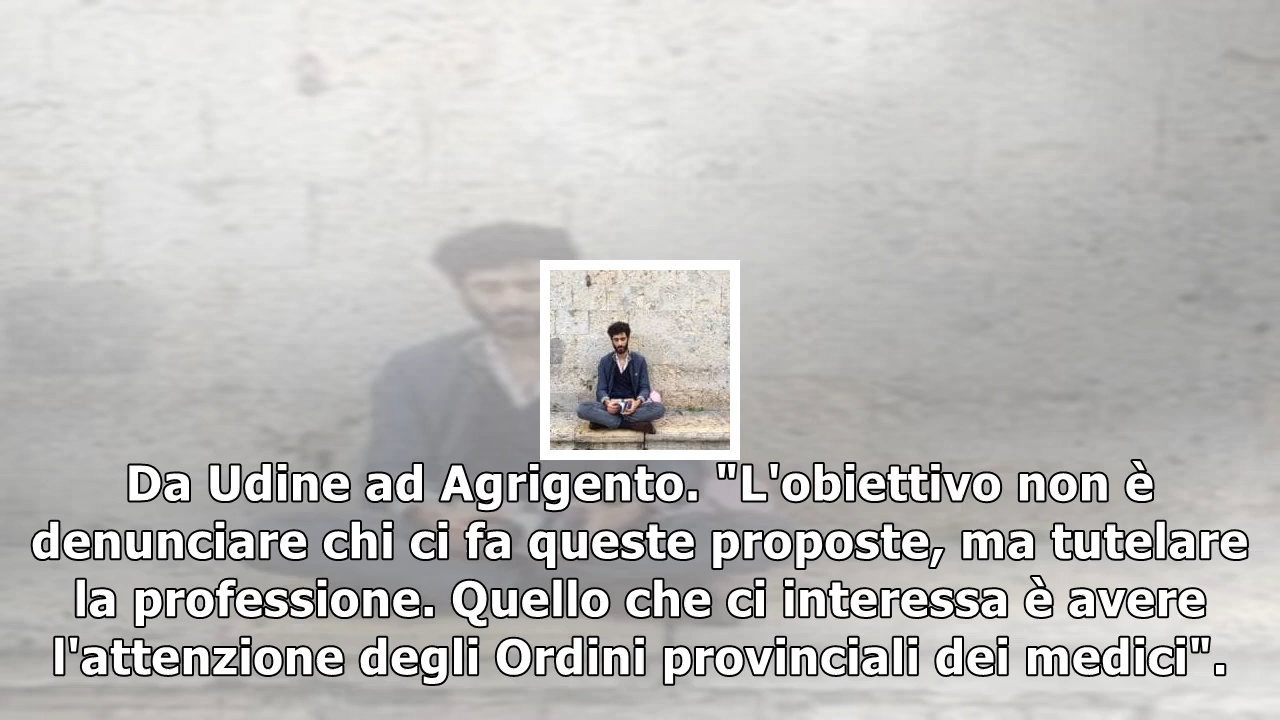 Da Udine ad Agrigento. "L'obiettivo non è
denunciare chi ci fa queste proposte, ma tutelare
la professione. Quello che ci interessa è avere
l'attenzione degli Ordini provinciali dei medici".